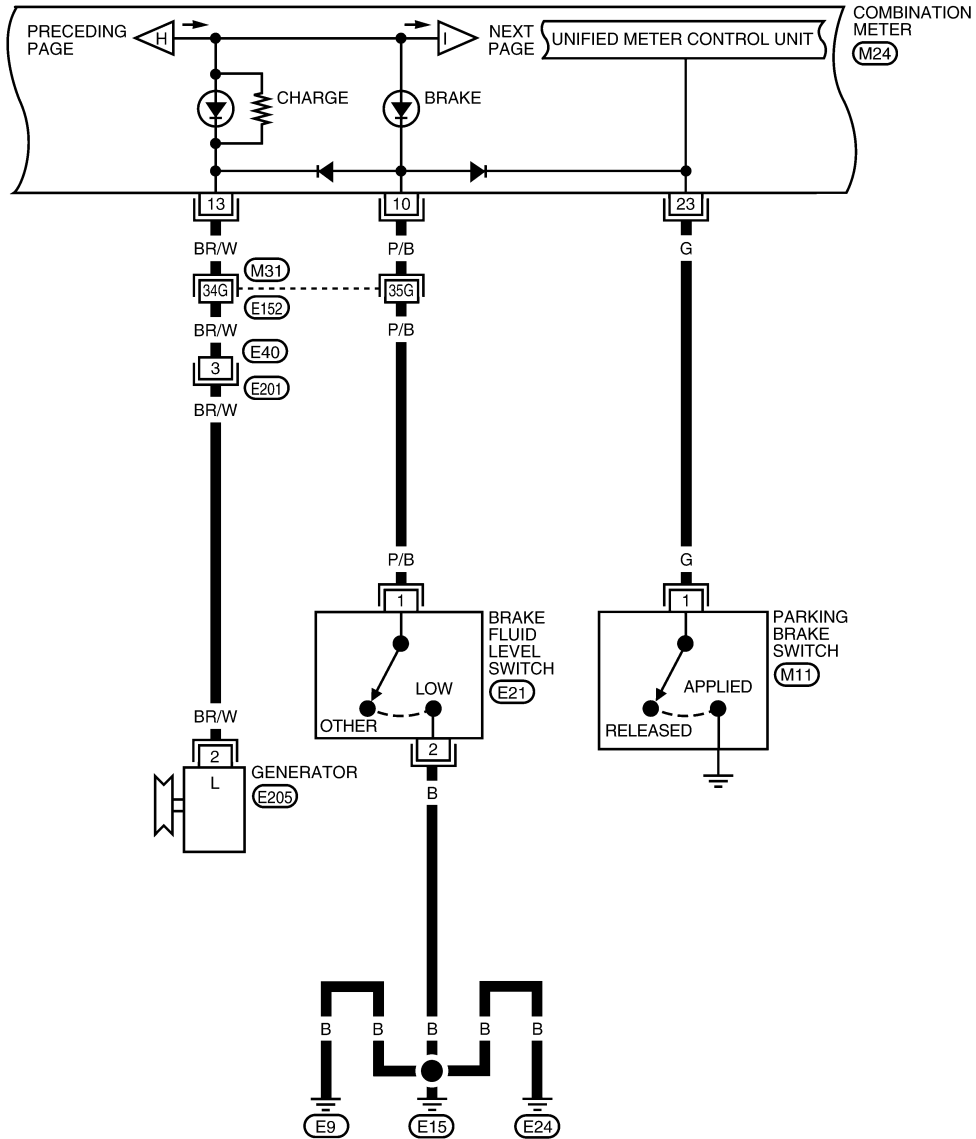 PRECEDING
PAGE
H
I
NEXT
PAGE
UNIFIED METER CONTROL UNIT
COMBINATION
METER
M24
CHARGE
BRAKE
13
10
23
BR/W
P/B
G
M31
34G
35G
E152
BR/W
P/B
E40
3
E201
BR/W
P/B
G
1
1
BRAKE
FLUID
LEVEL
SWITCH
E21
LOW
OTHER
PARKING
BRAKE
SWITCH
M11
APPLIED
RELEASED
BR/W
2
2
L
GENERATOR
E205
B
B
B
B
B
B
E9
E15
E24